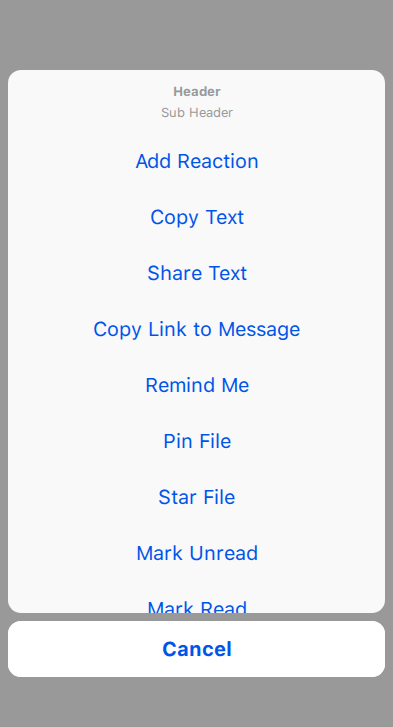 Header
Sub Header
Add Reaction
Copy Text
Share Text
Copy Link to Message
Remind Me
Pin File
Star File
Mark Unread
Mark Read
Cancel